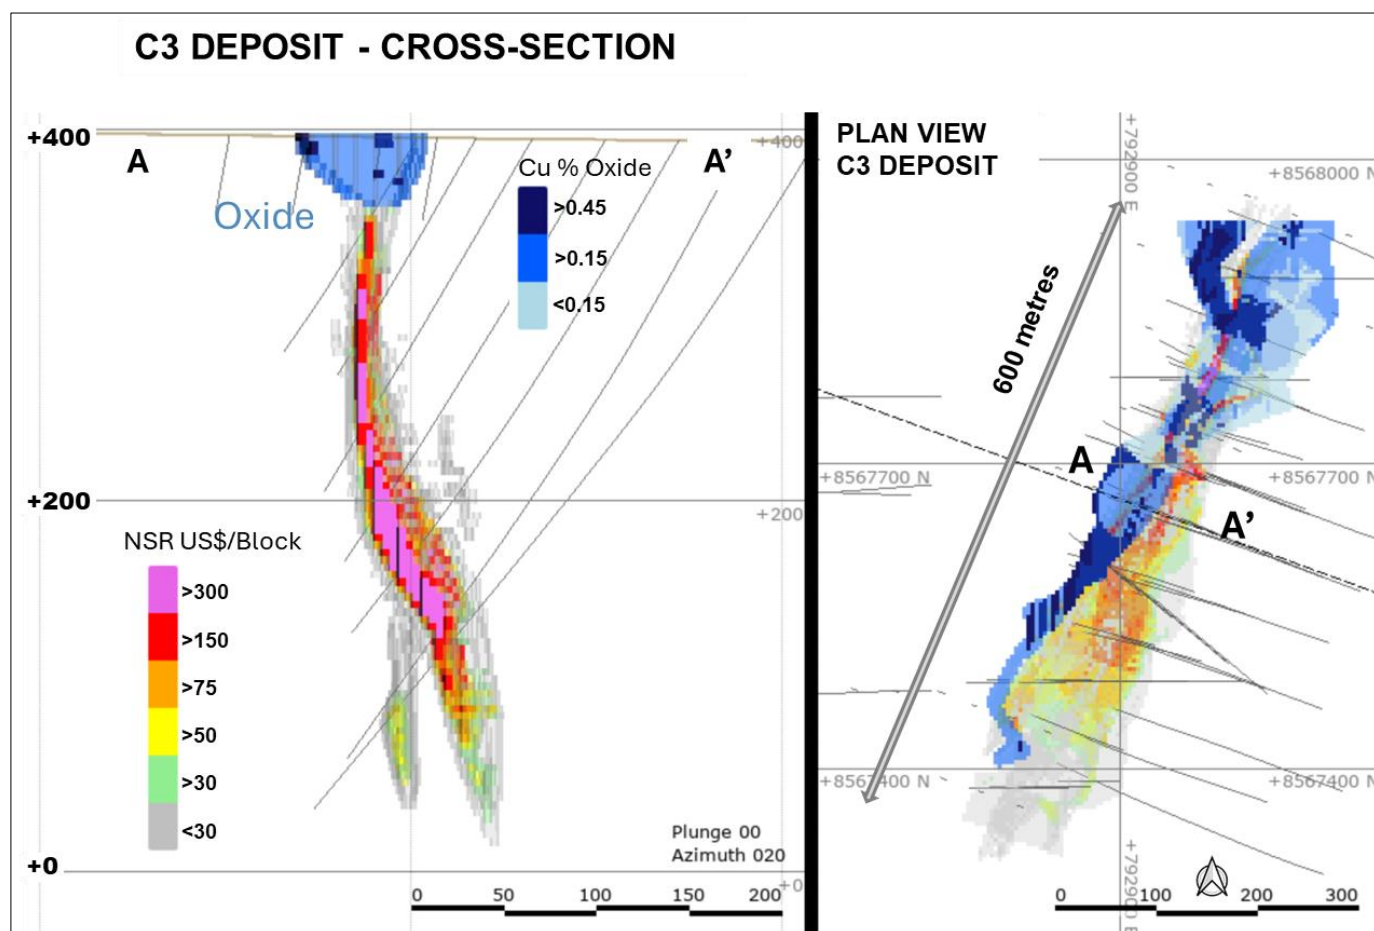 C3 DEPOSIT - CROSS-SECTION
+400
A
Oxide
Cu % Oxide
>0.45
>0.15
<0.15
A'
+400
+200
+200
NSR US$/Block
>300
>150
>75
>50
>30
<30
Plunge 00
Azimuth 020
+0
+0
0 50 100 150 200
PLAN VIEW
C3 DEPOSIT
+792900 E
+8568000 N
600 metres
A
+8567700 N
+8567700 N
A'
+8567400 N
+8567400 N
+792900 E
0 100 200 300